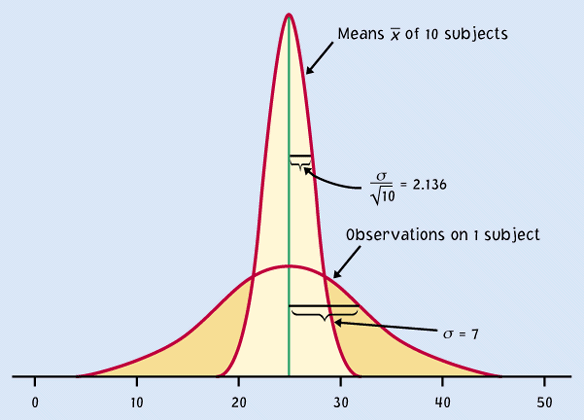 Means x̅ of 10 subjects
σ
√10 = 2.136
Observations on 1 subject
σ = 7
0 10 20 30 40 50